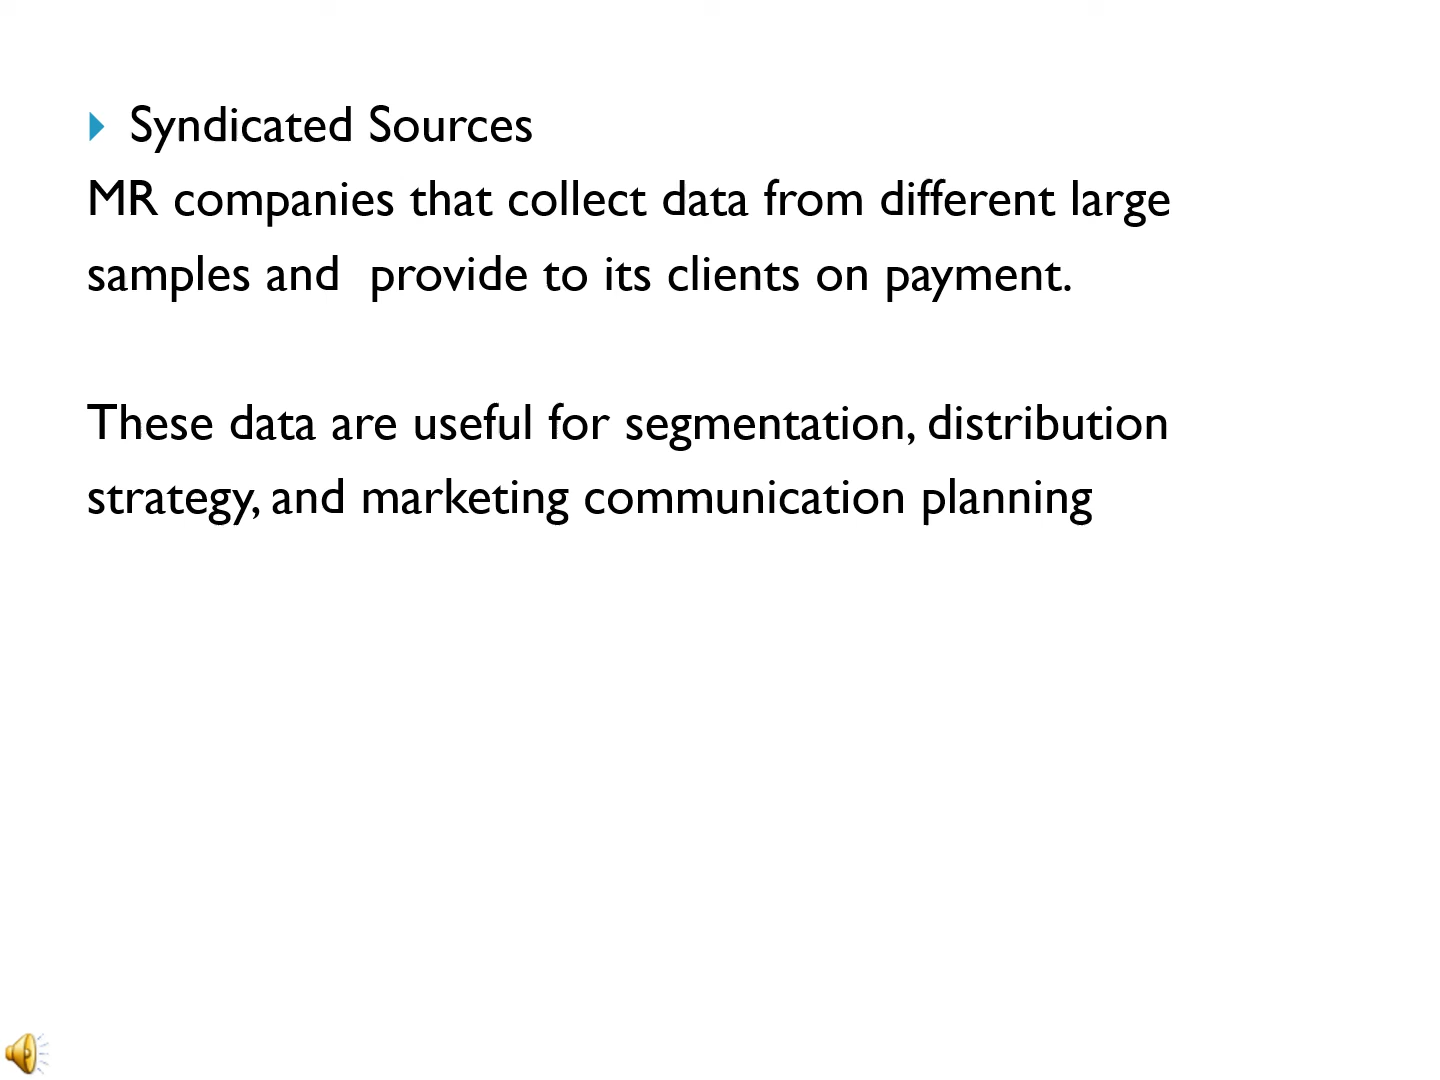 Syndicated Sources
MR companies that collect data from different large
samples and  provide to its clients on payment.
These data are useful for segmentation, distribution
strategy, and marketing communication planning